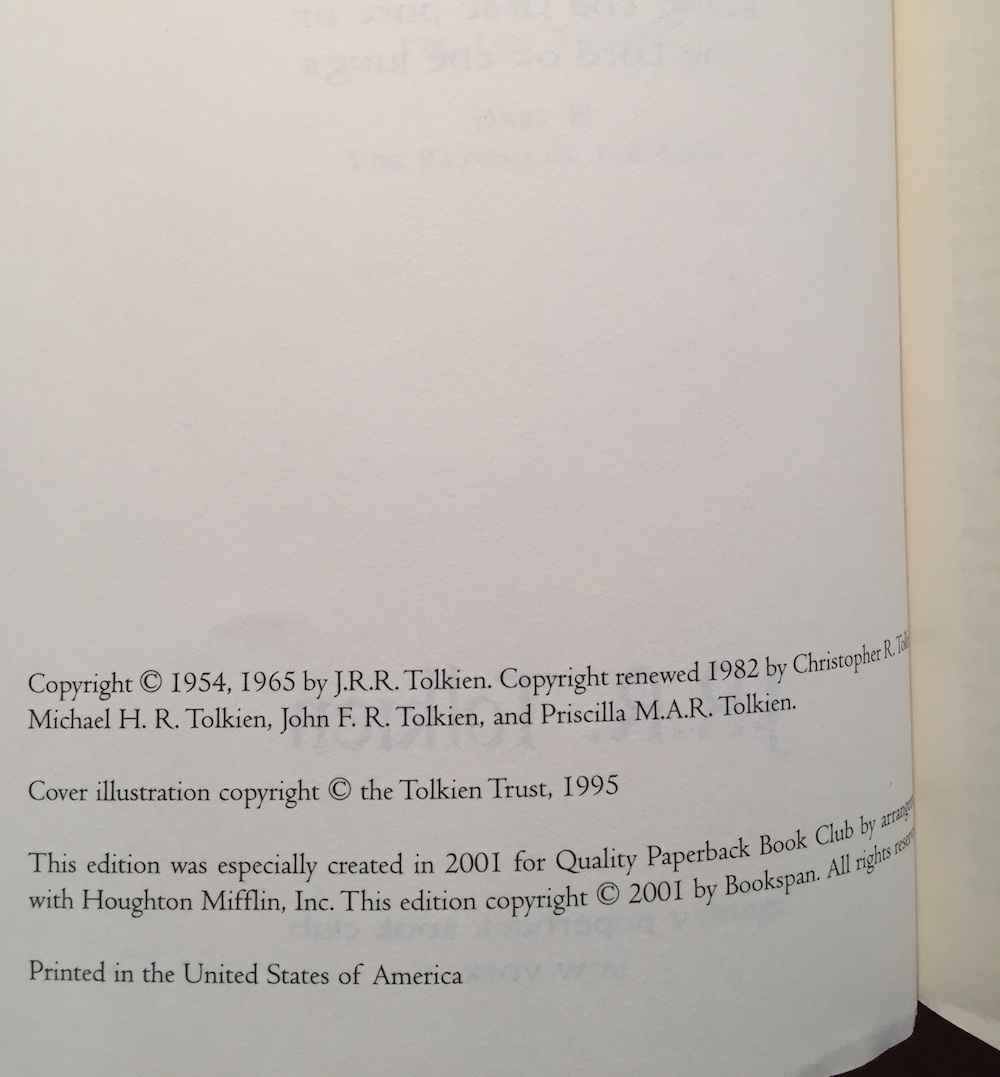 Copyright © 1954, 1965 by J.R.R. Tolkien. Copyright renewed 1982 by Christopher R.
Michael H. R. Tolkien, John F. R. Tolkien, and Priscilla M.A.R. Tolkien.
Cover illustration copyright © the Tolkien Trust, 1995
This edition was especially created in 2001 for Quality Paperback Book Club by
with Houghton Mifflin, Inc. This edition copyright © 2001 by Bookspan. All rights
Printed in the United States of America